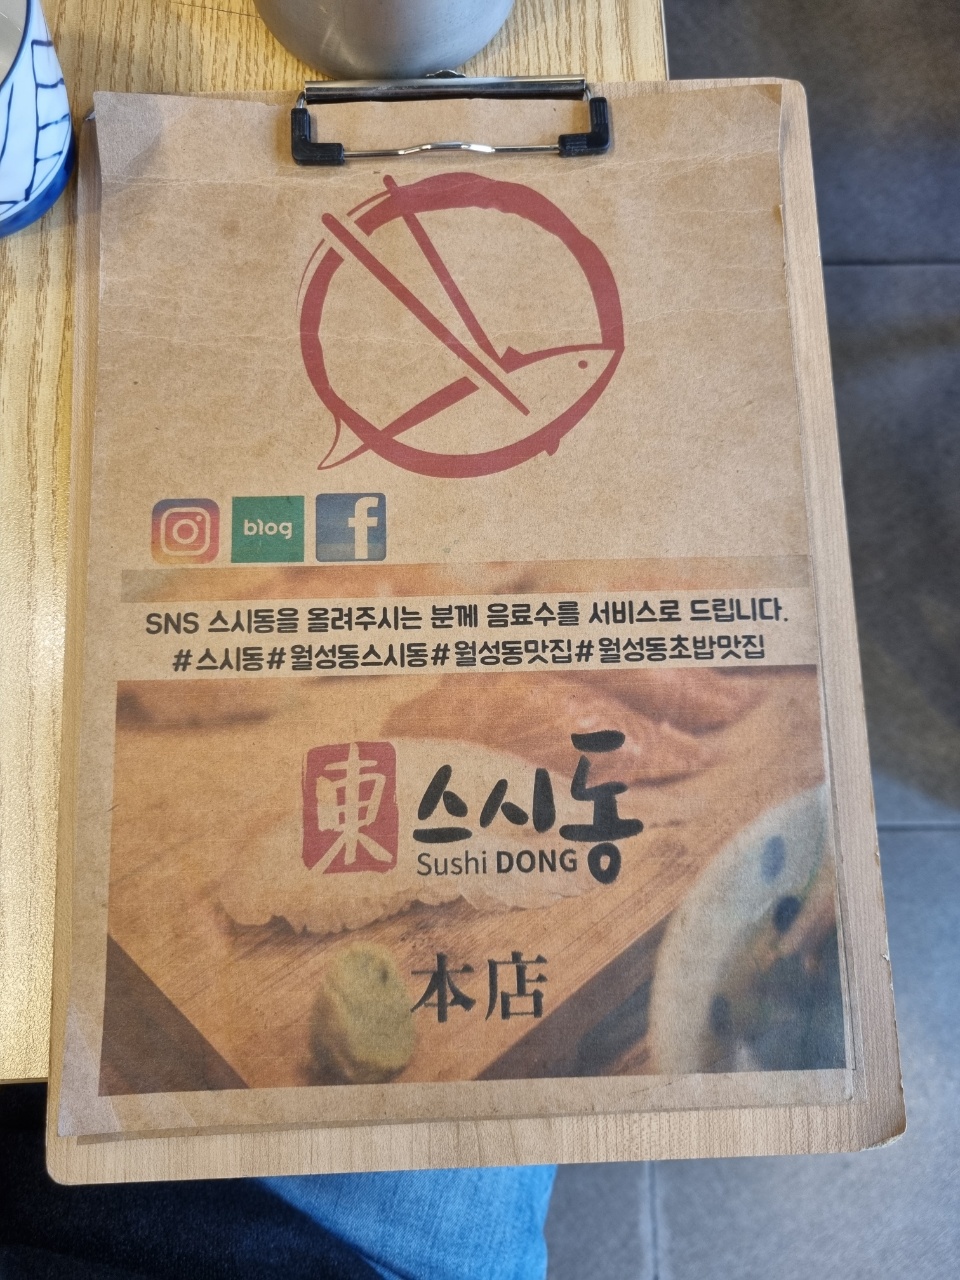 blog
SNS 스시동을 올려주시는 분께 음료수를 서비스로 드립니다.
#스시동#월성동스시동#월성동맛집#월성동초밥맛집
東 스시동
Sushi DONG
本店